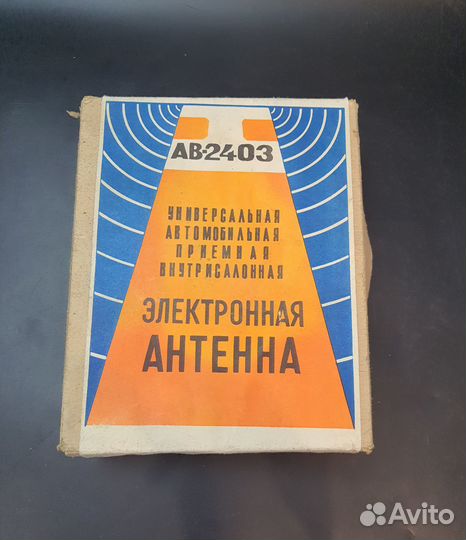 АВ-2403
УНИВЕРСАЛЬНАЯ
АВТОМОБИЛЬНАЯ
ПРИЕМНАЯ
ВНУТРИСАЛОННАЯ
ЭЛЕКТРОННАЯ
АНТЕННА
Avito